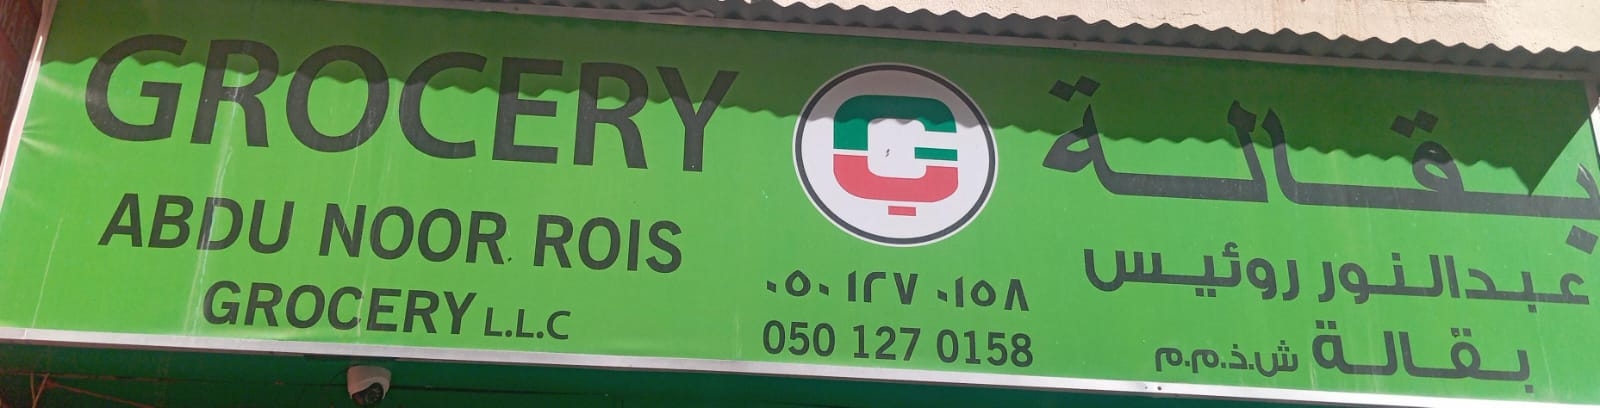 GROCERY
ABDU NOOR ROIS
GROCERY L.L.C
٠٥٠ ١٢٧ ٠١٥٨
050 127 0158
بقالة
عبدالنور روئيس
بقالة ش.ذ.م.م